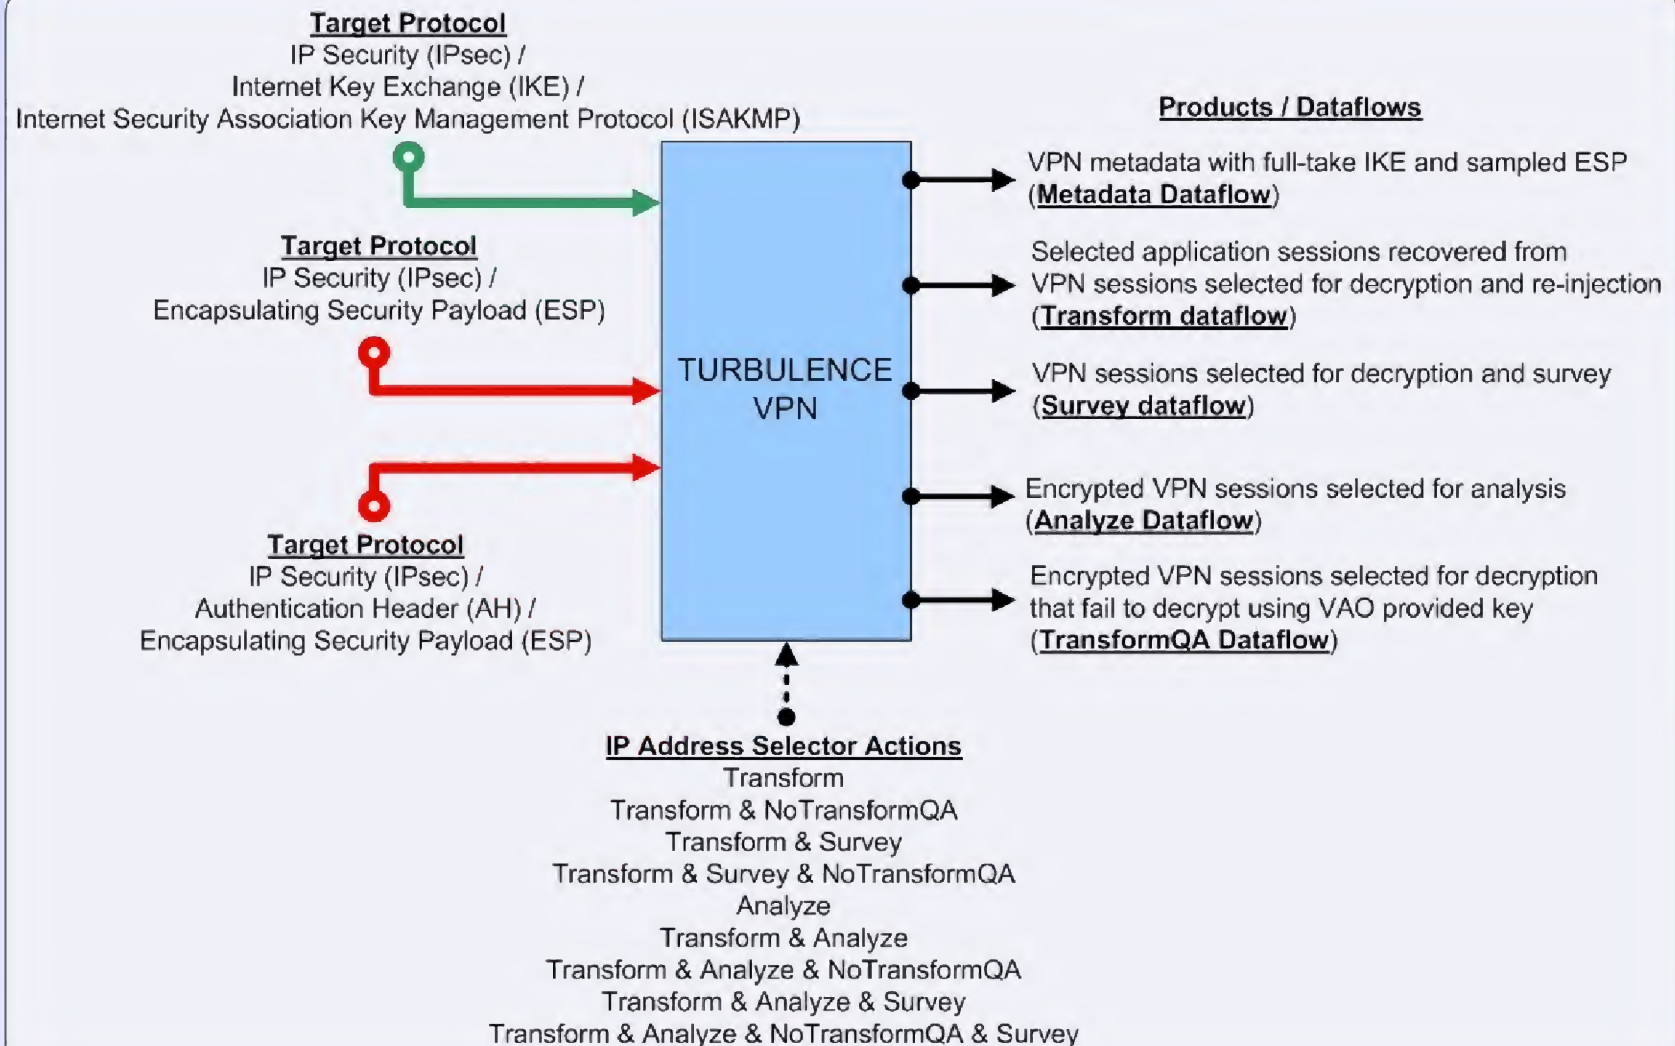 Target Protocol
IP Security (IPsec) /
Internet Key Exchange (IKE) /
Internet Security Association Key Management Protocol (ISAKMP)
Target Protocol
IP Security (IPsec) /
Encapsulating Security Payload (ESP)
Target Protocol
IP Security (IPsec) /
Authentication Header (AH) /
Encapsulating Security Payload (ESP)
TURBULENCE
VPN
Products / Dataflows
VPN metadata with full-take IKE and sampled ESP
(Metadata Dataflow)
Selected application sessions recovered from
VPN sessions selected for decryption and re-injection
(Transform dataflow)
VPN sessions selected for decryption and survey
(Survey dataflow)
Encrypted VPN sessions selected for analysis
(Analyze Dataflow)
Encrypted VPN sessions selected for decryption
that fail to decrypt using VAO provided key
(TransformQA Dataflow)
IP Address Selector Actions
Transform
Transform & NoTransformQA
Transform & Survey
Transform & Survey & NoTransformQA
Analyze
Transform & Analyze
Transform & Analyze & NoTransformQA
Transform & Analyze & Survey
Transform & Analyze & NoTransformQA & Survey